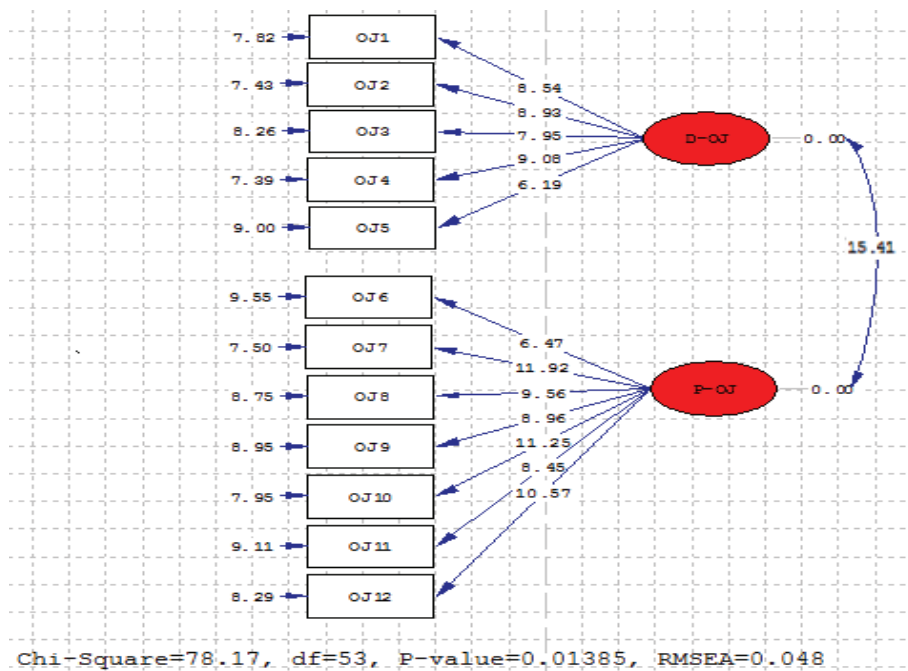 7.82 OJ1
7.43 OJ2
8.54
8.93
8.26 OJ3 7.95 D-OJ 0.00
9.08
7.39 OJ4 6.19
9.00 OJ5
15.41
9.55 OJ6
7.50 OJ7 6.47
11.92
8.75 OJ8 9.56 P-OJ 0.00
8.96
8.95 OJ9 11.25
8.45
7.95 OJ10 10.57
9.11 OJ11
8.29 OJ12
Chi-Square=78.17, df=53, P-value=0.01385, RMSEA=0.048